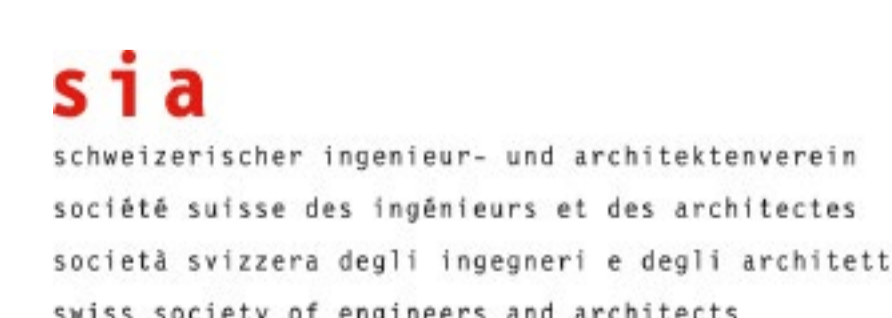 sia
schweizerischer ingenieur- und architektenverein
société suisse des ingénieurs et des architectes
società svizzera degli ingegneri e degli architett
swiss society of engineers and architects